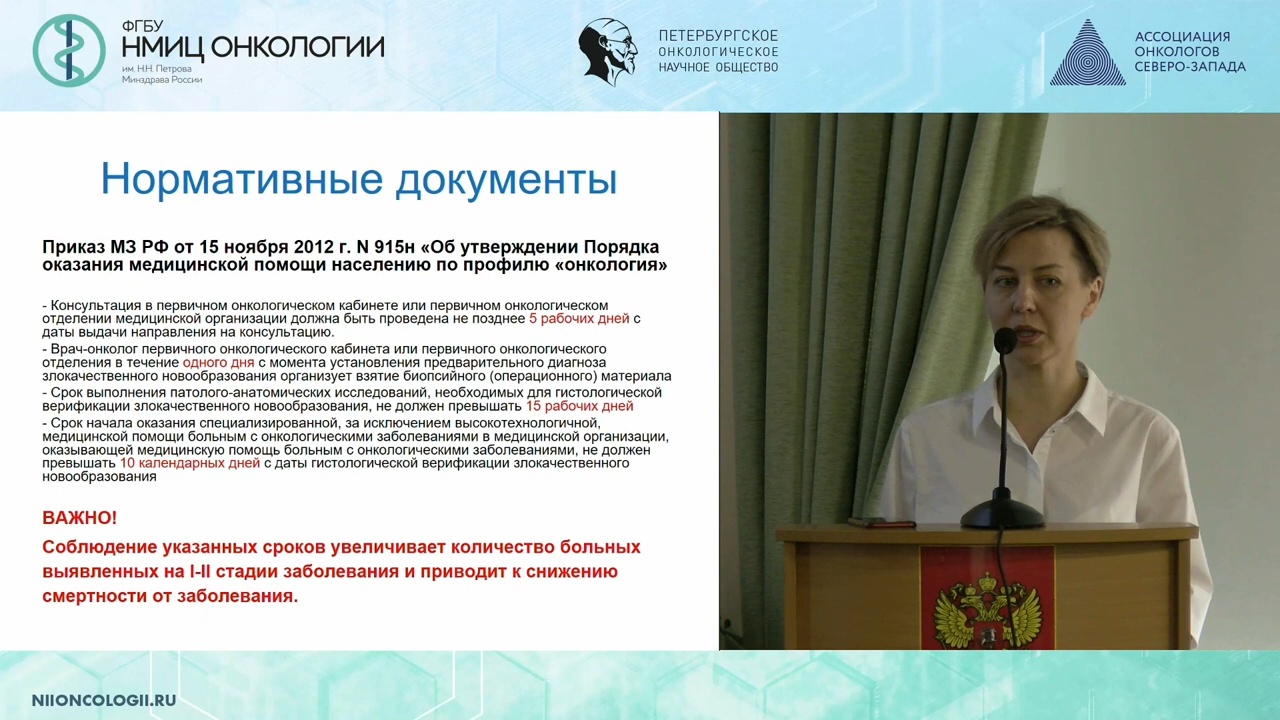 ФГБУ
НМИЦ ОНКОЛОГИИ
им. Н.Н. Петрова
Минздрава России
ПЕТЕРБУРГСКОЕ
ОНКОЛОГИЧЕСКОЕ
НАУЧНОЕ ОБЩЕСТВО
АССОЦИАЦИЯ
ОНКОЛОГОВ
СЕВЕРО-ЗАПАДА
Нормативные документы
Приказ МЗ РФ от 15 ноября 2012 г. N 915н «Об утверждении Порядка
оказания медицинской помощи населению по профилю «онкология»
- Консультация в первичном онкологическом кабинете или первичном онкологическом
отделении медицинской организации должна быть проведена не позднее 5 рабочих дней с
даты выдачи направления на консультацию.
- Врач-онколог первичного онкологического кабинета или первичного онкологического
отделения в течение одного дня с момента установления предварительного диагноза
злокачественного новообразования организует взятие биопсийного (операционного) материала
- Срок выполнения патолого-анатомических исследований, необходимых для гистологической
верификации злокачественного новообразования, не должен превышать 15 рабочих дней
- Срок начала оказания специализированной, за исключением высокотехнологичной,
медицинской помощи больным с онкологическими заболеваниями в медицинской организации,
оказывающей медицинскую помощь больным с онкологическими заболеваниями, не должен
превышать 10 календарных дней с даты гистологической верификации злокачественного
новообразования
ВАЖНО!
Соблюдение указанных сроков увеличивает количество больных
выявленных на I-II стадии заболевания и приводит к снижению
смертности от заболевания.
NIIONCOLOGII.RU